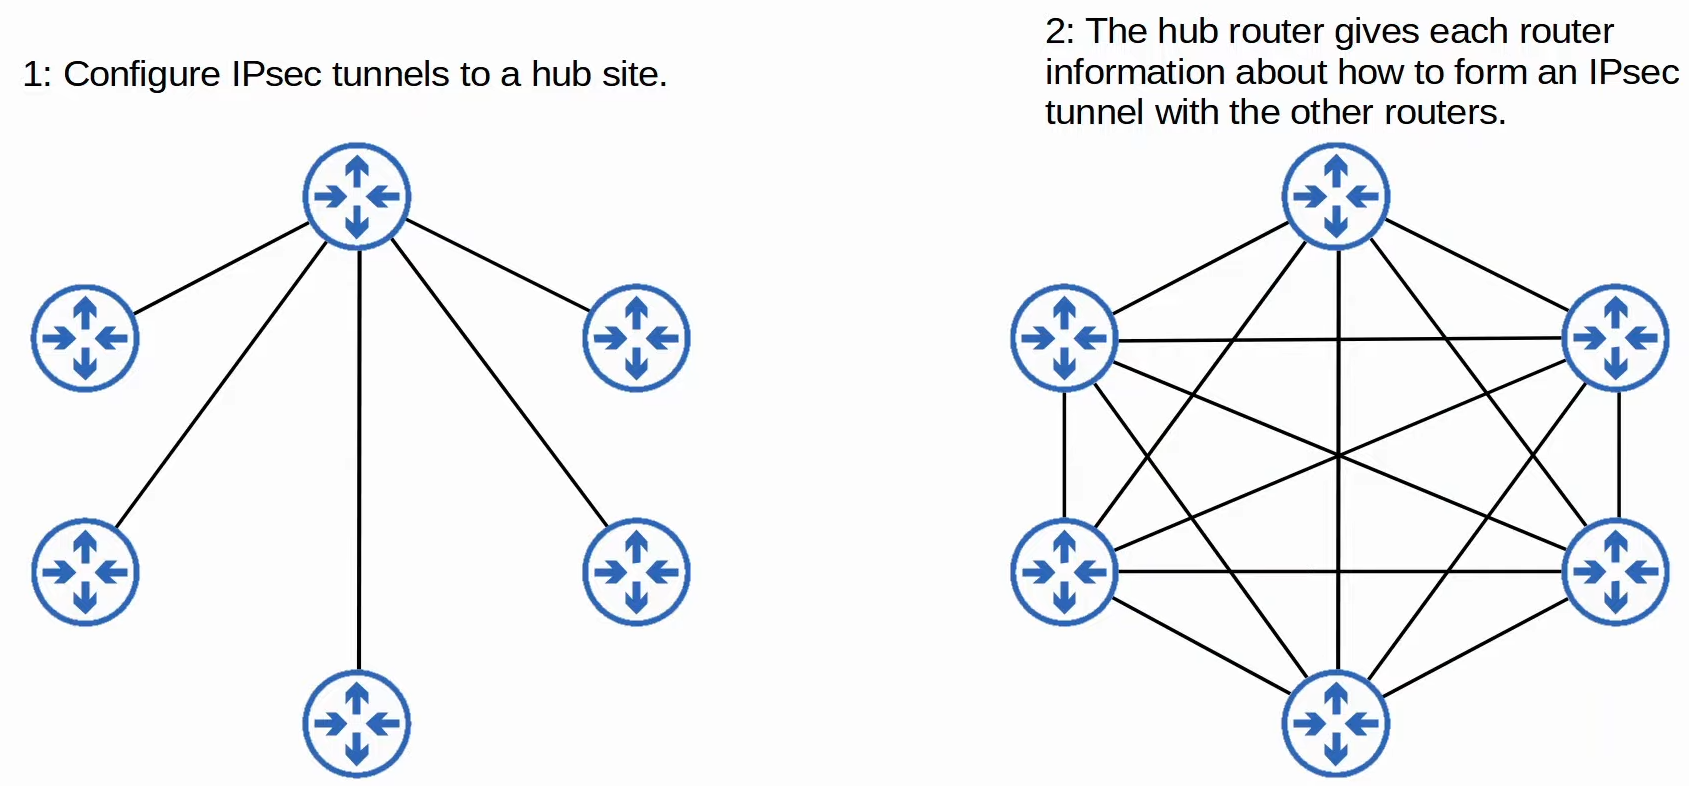 1: Configure IPsec tunnels to a hub site.
2: The hub router gives each router
information about how to form an IPsec
tunnel with the other routers.